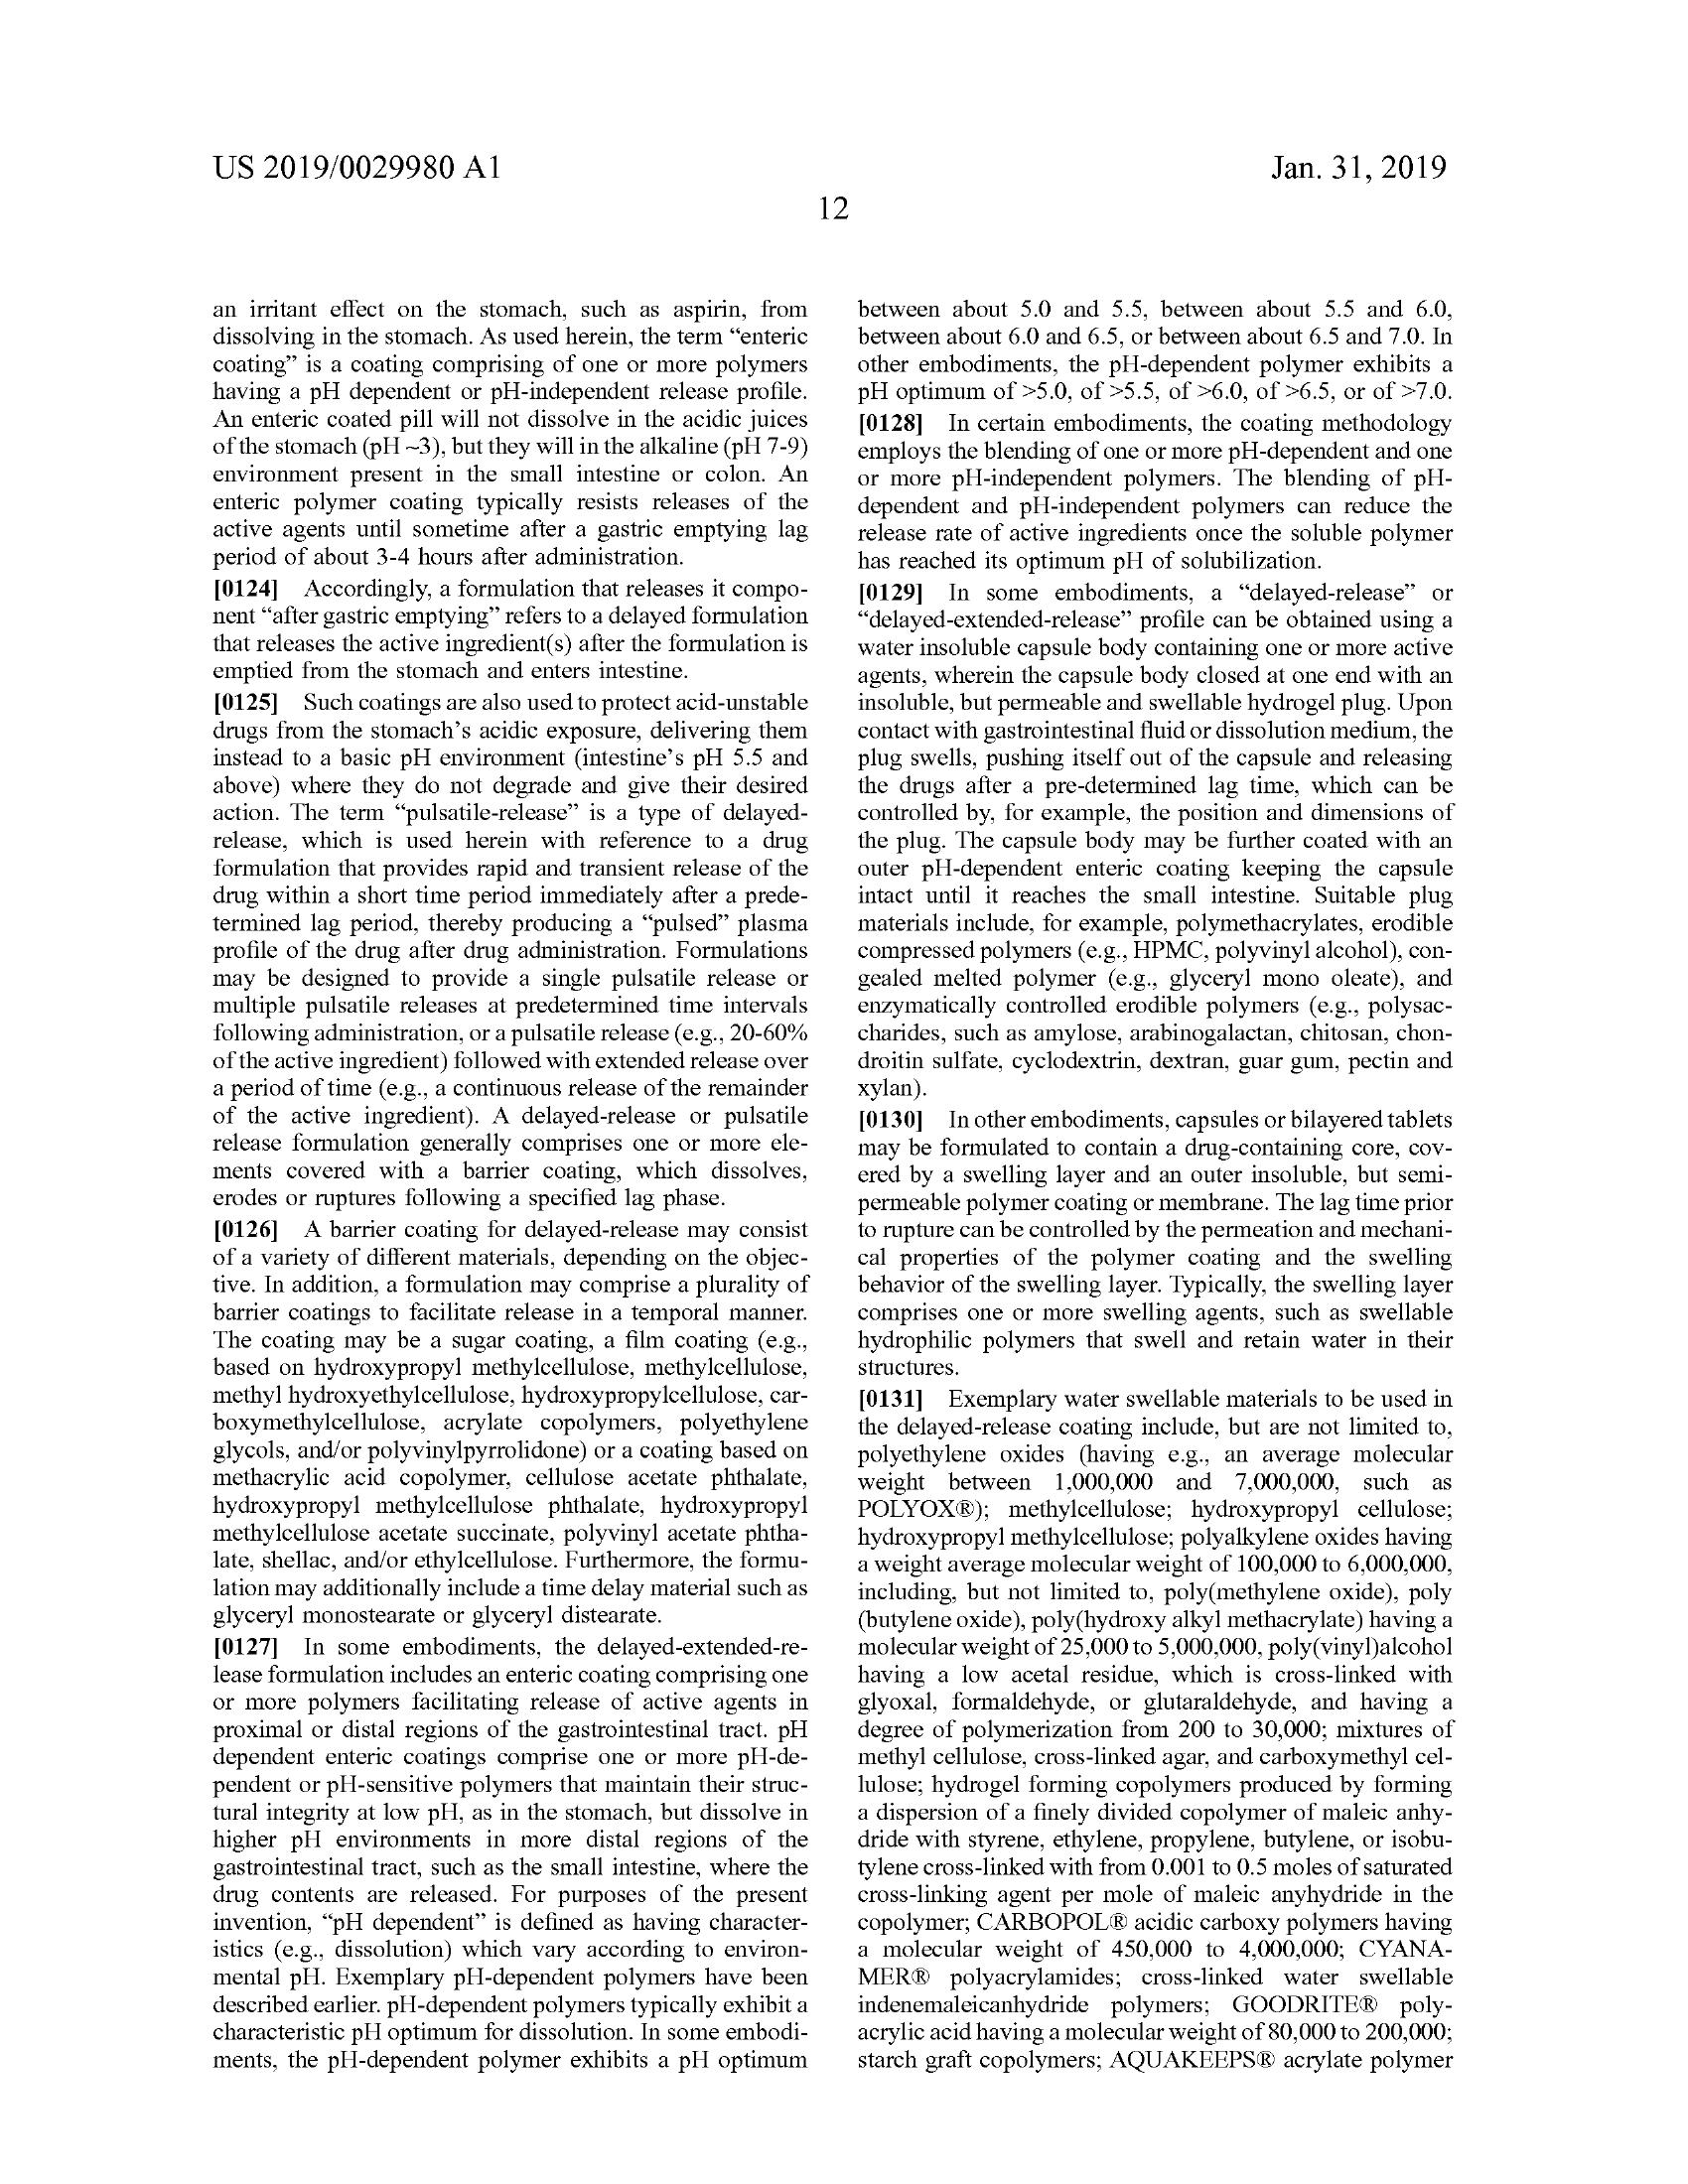 US 2019/0029980 A1
Jan. 31, 2019
12
an irritant effect on the stomach, such as aspirin, from
dissolving in the stomach. As used herein, the term “enteric
coating” is a coating comprising of one or more polymers
having a pH dependent or pH-independent release profile.
An enteric coated pill will not dissolve in the acidic juices
of the stomach (pH ~3), but they will in the alkaline (pH 7-9)
environment present in the small intestine or colon. An
enteric polymer coating typically resists releases of the
active agents until sometime after a gastric emptying lag
period of about 3-4 hours after administration.
[0124] Accordingly, a formulation that releases it compo-
nent “after gastric emptying” refers to a delayed formulation
that releases the active ingredient(s) after the formulation is
emptied from the stomach and enters intestine.
[0125] Such coatings are also used to protect acid-unstable
drugs from the stomach’s acidic exposure, delivering them
instead to a basic pH environment (intestine’s pH 5.5 and
above) where they do not degrade and give their desired
action. The term “pulsatile-release” is a type of delayed-
release, which is used herein with reference to a drug
formulation that provides rapid and transient release of the
drug within a short time period immediately after a prede-
termined lag period, thereby producing a “pulsed” plasma
profile of the drug after drug administration. Formulations
may be designed to provide a single pulsatile release or
multiple pulsatile releases at predetermined time intervals
following administration, or a pulsatile release (e.g., 20-60%
of the active ingredient) followed with extended release over
a period of time (e.g., a continuous release of the remainder
of the active ingredient). A delayed-release or pulsatile
release formulation generally comprises one or more ele-
ments covered with a barrier coating, which dissolves,
erodes or ruptures following a specified lag phase.
[0126] A barrier coating for delayed-release may consist
of a variety of different materials, depending on the objec-
tive. In addition, a formulation may comprise a plurality of
barrier coatings to facilitate release in a temporal manner.
The coating may be a sugar coating, a film coating (e.g.,
based on hydroxypropyl methylcellulose, methylcellulose,
methyl hydroxyethylcellulose, hydroxypropylcellulose, car-
boxymethylcellulose, acrylate copolymers, polyethylene
glycols, and/or polyvinylpyrrolidone) or a coating based on
methacrylic acid copolymer, cellulose acetate phthalate,
hydroxypropyl methylcellulose phthalate, hydroxypropyl
methylcellulose acetate succinate, polyvinyl acetate phtha-
late, shellac, and/or ethylcellulose. Furthermore, the formu-
lation may additionally include a time delay material such as
glyceryl monostearate or glyceryl distearate.
[0127] In some embodiments, the delayed-extended-re-
lease formulation includes an enteric coating comprising one
or more polymers facilitating release of active agents in
proximal or distal regions of the gastrointestinal tract. pH
dependent enteric coatings comprise one or more pH-de-
pendent or pH-sensitive polymers that maintain their struc-
tural integrity at low pH, as in the stomach, but dissolve in
higher pH environments in more distal regions of the
gastrointestinal tract, such as the small intestine, where the
drug contents are released. For purposes of the present
invention, “pH dependent” is defined as having character-
istics (e.g., dissolution) which vary according to environ-
mental pH. Exemplary pH-dependent polymers have been
described earlier. pH-dependent polymers typically exhibit a
characteristic pH optimum for dissolution. In some embodi-
ments, the pH-dependent polymer exhibits a pH optimum
between about 5.0 and 5.5, between about 5.5 and 6.0,
between about 6.0 and 6.5, or between about 6.5 and 7.0. In
other embodiments, the pH-dependent polymer exhibits a
pH optimum of >5.0, of >5.5, of >6.0, of >6.5, or of >7.0.
[0128] In certain embodiments, the coating methodology
employs the blending of one or more pH-dependent and one
or more pH-independent polymers. The blending of pH-
dependent and pH-independent polymers can reduce the
release rate of active ingredients once the soluble polymer
has reached its optimum pH of solubilization.
[0129] In some embodiments, a “delayed-release” or
“delayed-extended-release” profile can be obtained using a
water insoluble capsule body containing one or more active
agents, wherein the capsule body closed at one end with an
insoluble, but permeable and swellable hydrogel plug. Upon
contact with gastrointestinal fluid or dissolution medium, the
plug swells, pushing itself out of the capsule and releasing
the drugs after a pre-determined lag time, which can be
controlled by, for example, the position and dimensions of
the plug. The capsule body may be further coated with an
outer pH-dependent enteric coating keeping the capsule
intact until it reaches the small intestine. Suitable plug
materials include, for example, polymethacrylates, erodible
compressed polymers (e.g., HPMC, polyvinyl alcohol), con-
gealed melted polymer (e.g., glyceryl mono oleate), and
enzymatically controlled erodible polymers (e.g., polysac-
charides, such as amylose, arabinogalactan, chitosan, chon-
droitin sulfate, cyclodextrin, dextran, guar gum, pectin and
xylan).
[0130] In other embodiments, capsules or bilayered tablets
may be formulated to contain a drug-containing core, cov-
ered by a swelling layer and an outer insoluble, but semi-
permeable polymer coating or membrane. The lag time prior
to rupture can be controlled by the permeation and mechani-
cal properties of the polymer coating and the swelling
behavior of the swelling layer. Typically, the swelling layer
comprises one or more swelling agents, such as swellable
hydrophilic polymers that swell and retain water in their
structures.
[0131] Exemplary water swellable materials to be used in
the delayed-release coating include, but are not limited to,
polyethylene oxides (having e.g., an average molecular
weight between 1,000,000 and 7,000,000, such as
POLYOX®); methylcellulose; hydroxypropyl cellulose;
hydroxypropyl methylcellulose; polyalkylene oxides having
a weight average molecular weight of 100,000 to 6,000,000,
including, but not limited to, poly(methylene oxide), poly
(butylene oxide), poly(hydroxy alkyl methacrylate) having a
molecular weight of 25,000 to 5,000,000, poly(vinyl)alcohol
having a low acetal residue, which is cross-linked with
glyoxal, formaldehyde, or glutaraldehyde, and having a
degree of polymerization from 200 to 30,000; mixtures of
methyl cellulose, cross-linked agar, and carboxymethyl cel-
lulose; hydrogel forming copolymers produced by forming
a dispersion of a finely divided copolymer of maleic anhy-
dride with styrene, ethylene, propylene, butylene, or isobu-
tylene cross-linked with from 0.001 to 0.5 moles of saturated
cross-linking agent per mole of maleic anyhydride in the
copolymer; CARBOPOL® acidic carboxy polymers having
a molecular weight of 450,000 to 4,000,000; CYANA-
MER® polyacrylamides; cross-linked water swellable
indenemaleicanhydride polymers; GOODRITE® poly-
acrylic acid having a molecular weight of 80,000 to 200,000;
starch graft copolymers; AQUAKEEPS® acrylate polymer